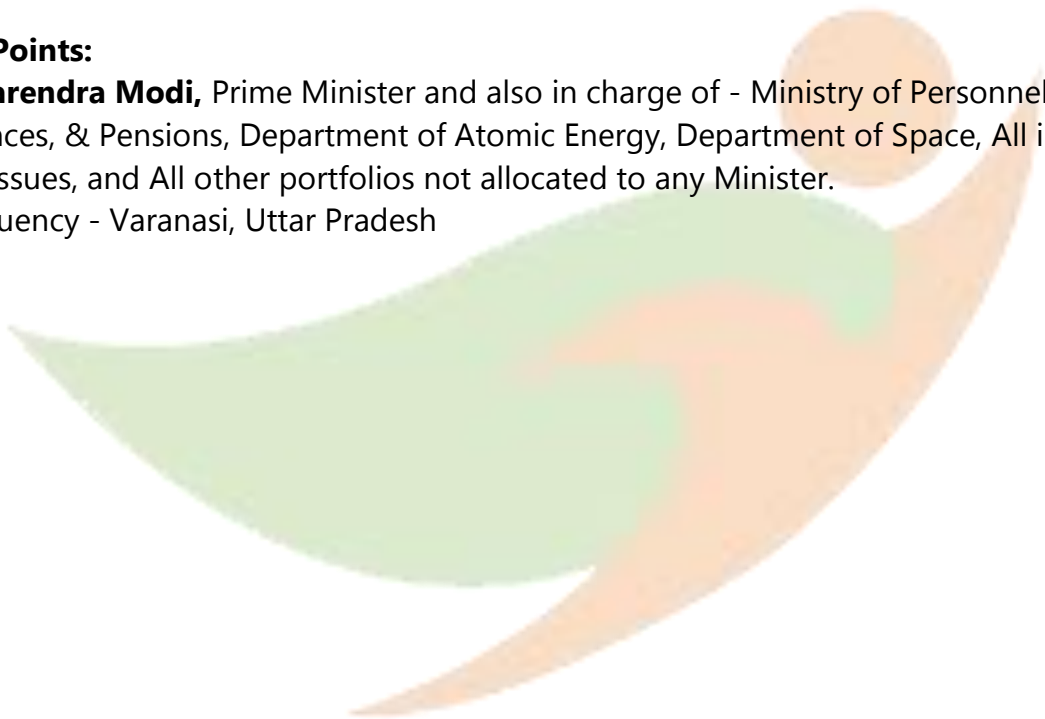 Points:
arendra Modi, Prime Minister and also in charge of - Ministry of Personnel
nces, & Pensions, Department of Atomic Energy, Department of Space, All i
ssues, and All other portfolios not allocated to any Minister.
uency - Varanasi, Uttar Pradesh